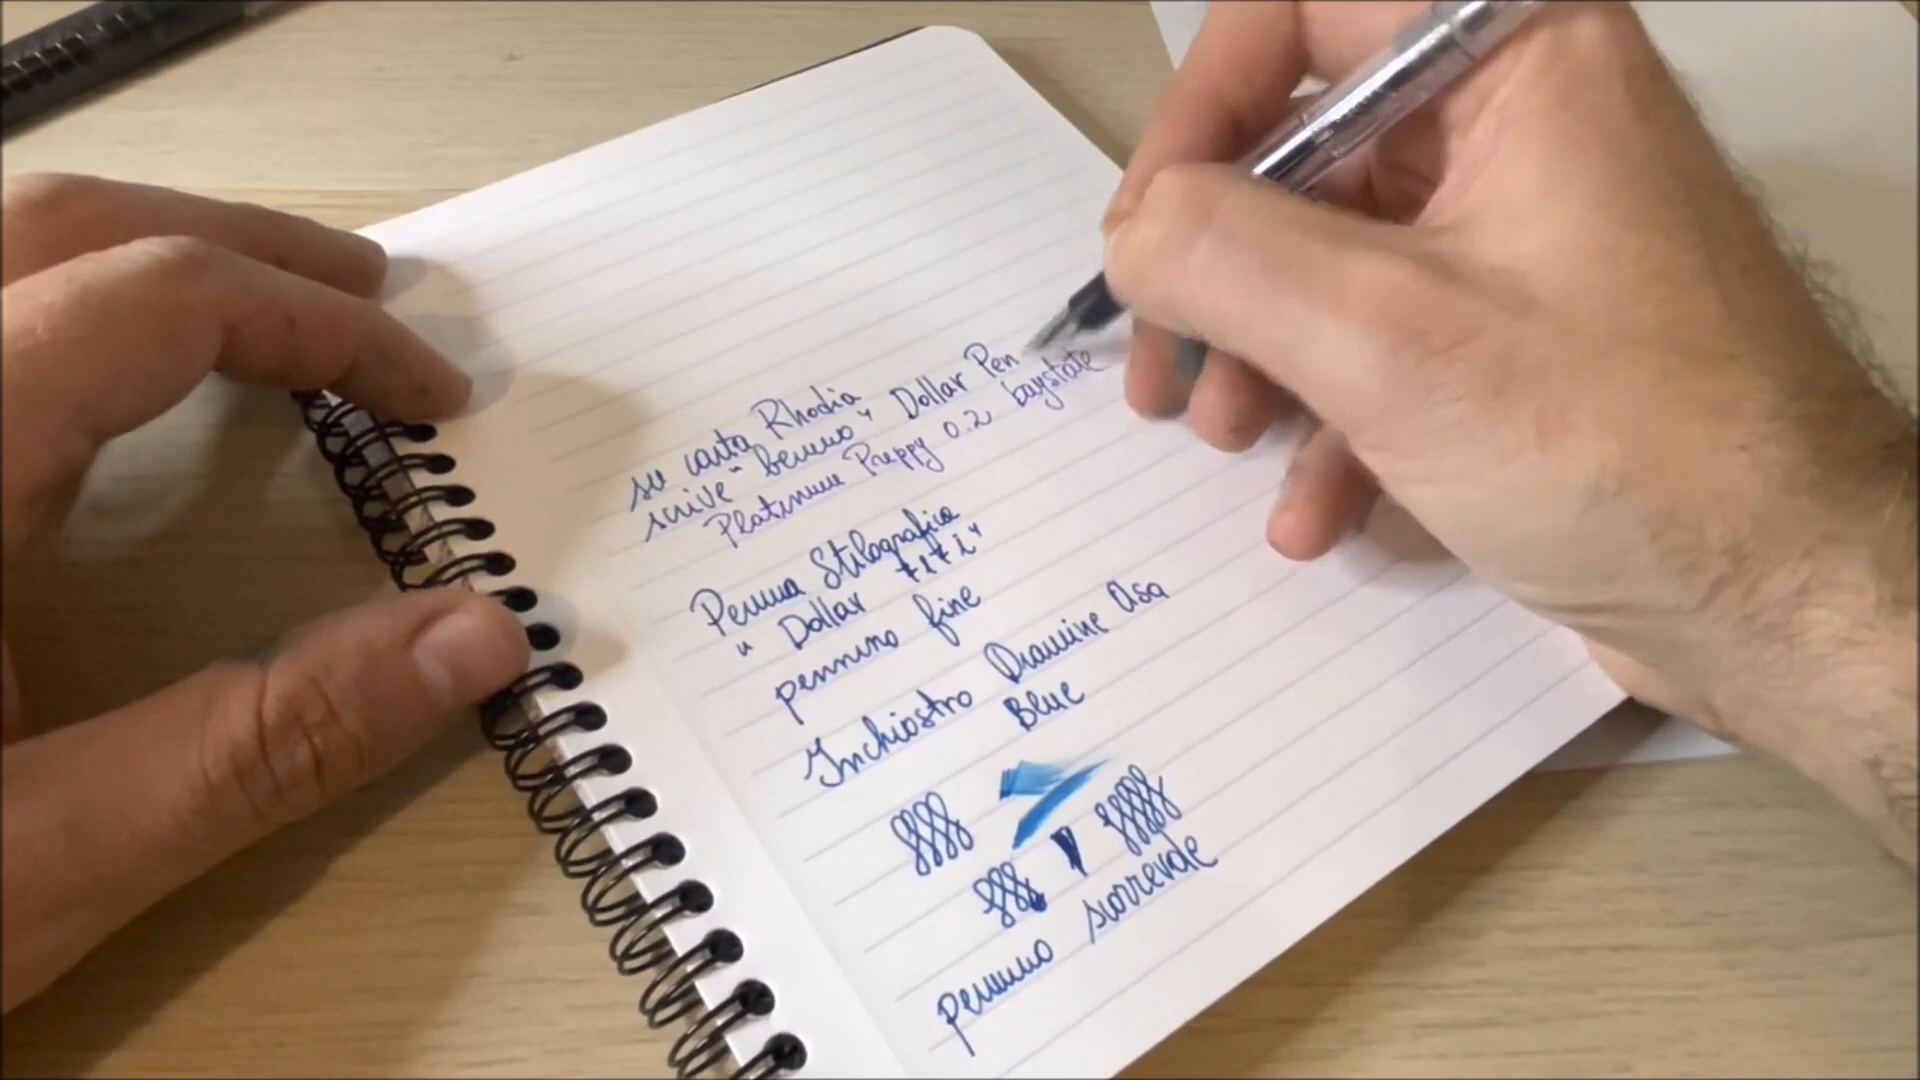 su carta Rhodia
scrive "benino" Dollar Pen
Platinum Preppy 0.2 baystate
Penna Stilografica
" Dollar 717 i"
pennino fine
Inchiostro Diamine Asa
Blue
pennino scorrevole